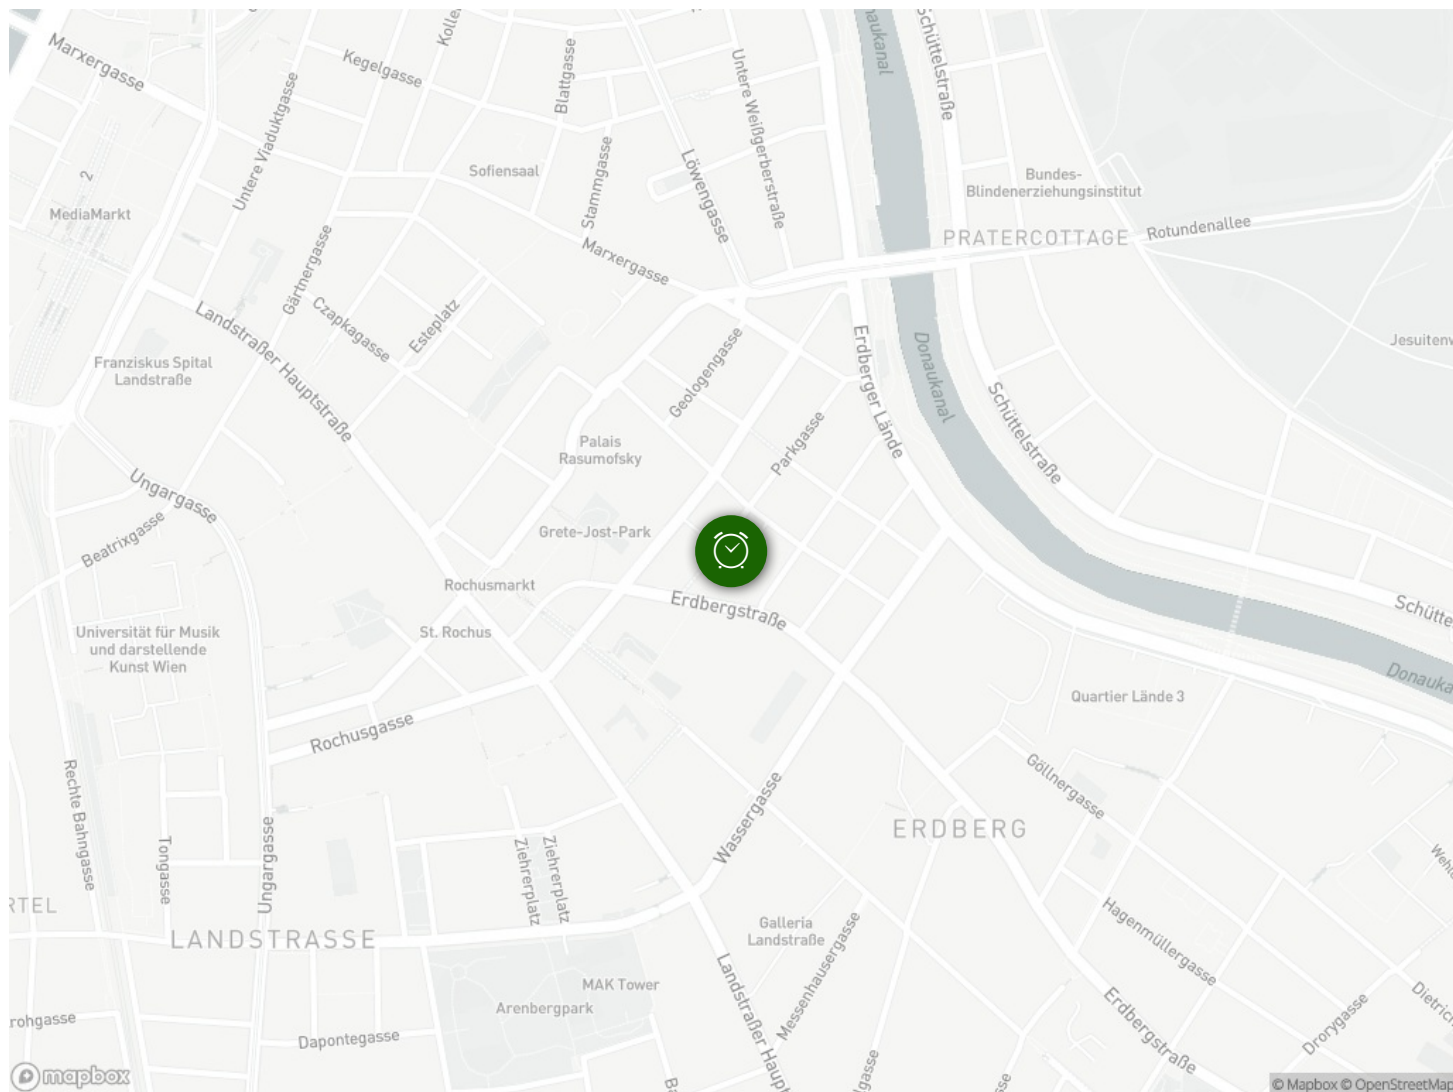 Marxergasse
Kegelgasse
Blattgasse
Untere Weißgerberstraße
Donaukanal
Schüttelstraße
Untere Viaduktgasse
2
MediaMarkt
Sofiensaal
Stammgasse
Löwengasse
Bundes-
Blindenerziehungsinstitut
PRATERCOTTAGE
Rotundenallee
Gärtnergasse
Marxergasse
Landstraßer Hauptstraße
Czapkagasse
Esteplatz
Franziskus Spital
Landstraße
Geologengasse
Erdberger Lände
Donaukanal
Schüttelstraße
Palais
Rasumofsky
Parkgasse
Ungargasse
Beatrixgasse
Grete-Jost-Park
Rochusmarkt
Erdbergstraße
Universität für Musik
und darstellende
Kunst Wien
St. Rochus
Quartier Lände 3
Rochusgasse
Rechte Bahngasse
Tongasse
Ungargasse
Wassergasse
Göllnergasse
ERDBERG
Ziehrerplatz
Ziehrerplatz
LANDSTRASSE
Galleria
Landstraße
Messenhausergasse
Hagenmüllergasse
MAK Tower
Arenbergpark
Landstraßer Haupt
Erdbergstraße
Drorygasse
Dapontegasse
rohgasse
mapbox
© Mapbox © OpenStreetMap